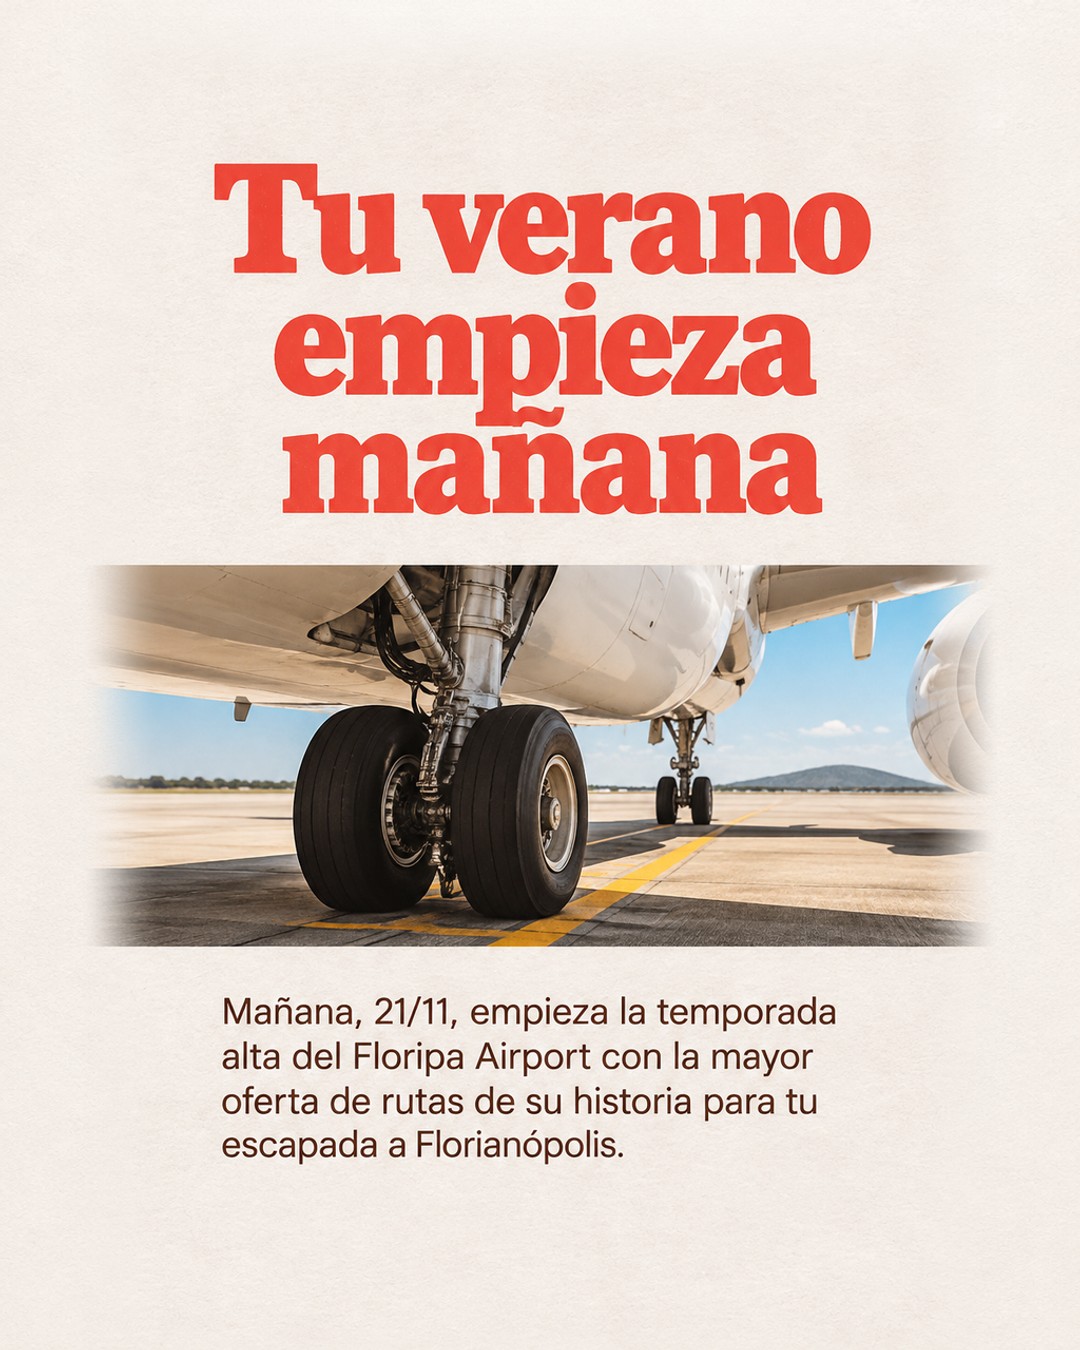 Tu verano
empieza
mañana
Mañana, 21/11, empieza la temporada
alta del Floripa Airport con la mayor
oferta de rutas de su historia para tu
escapada a Florianópolis.